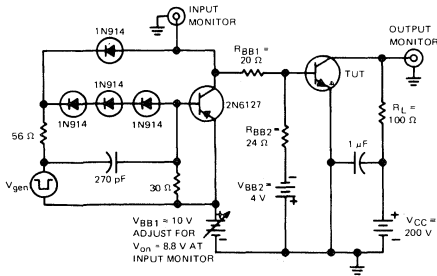 INPUT
MONITOR
1N914
RBB1 =
20 Ω
OUTPUT
MONITOR
TUT
1N914
2N6127
1N914
1N914
56 Ω
RBB2 =
24 Ω
RL =
100 Ω
1 μF
Vgen
270 pF
30 Ω
VBB2 =
4 V
VBB1 ≈ 10 V
ADJUST FOR
Von = 8.8 V AT
INPUT MONITOR
VCC =
200 V